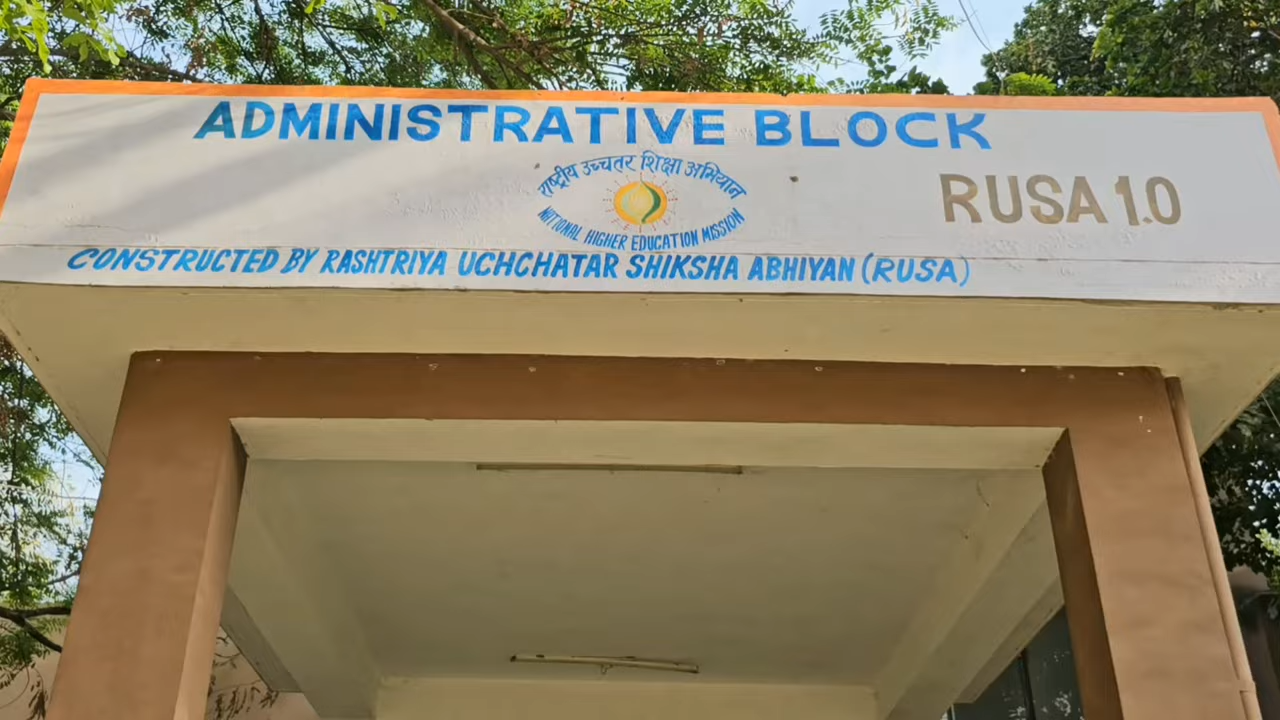 ADMINISTRATIVE BLOCK
राष्ट्रीय उच्चतर शिक्षा अभियान
RUSA 1.0
NATIONAL HIGHER EDUCATION MISSION
CONSTRUCTED BY RASHTRIYA UCHCHATAR SHIKSHA ABHIYAN (RUSA)